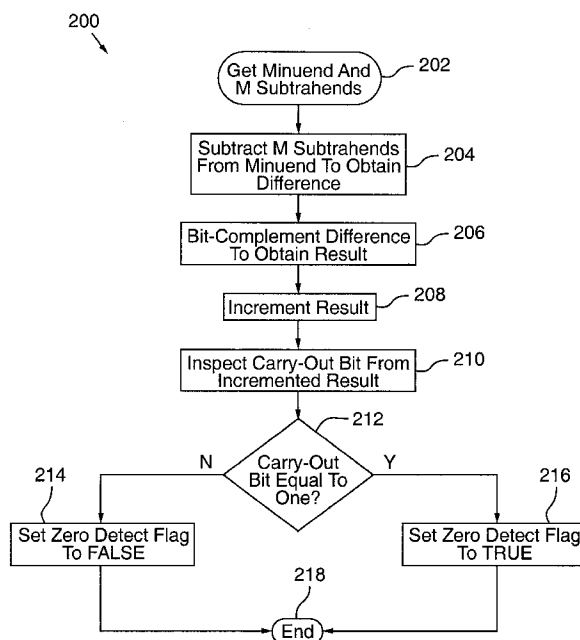 200
Get Minuend And
M Subtrahends
202
Subtract M Subtrahends
From Minuend To Obtain
Difference
204
Bit-Complement Difference
To Obtain Result
206
Increment Result
208
Inspect Carry-Out Bit From
Incremented Result
210
212
Carry-Out
Bit Equal To
One?
N
Y
214
Set Zero Detect Flag
To FALSE
216
Set Zero Detect Flag
To TRUE
218
End